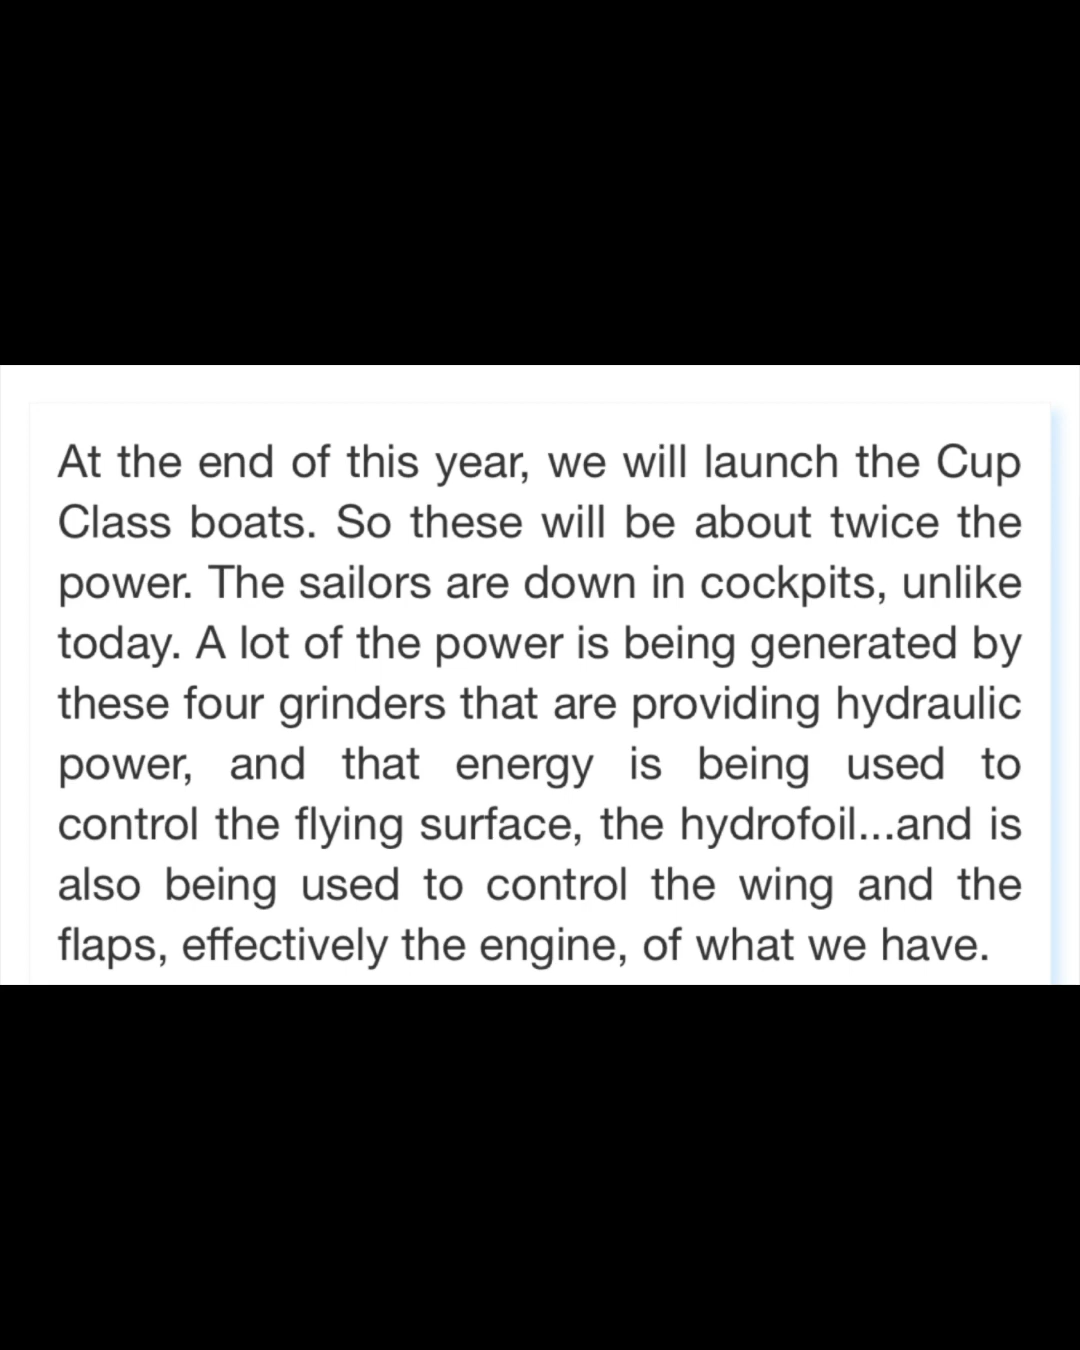 At the end of this year, we will launch the Cup
Class boats. So these will be about twice the
power. The sailors are down in cockpits, unlike
today. A lot of the power is being generated by
these four grinders that are providing hydraulic
power, and that energy is being used to
control the flying surface, the hydrofoil...and is
also being used to control the wing and the
flaps, effectively the engine, of what we have.